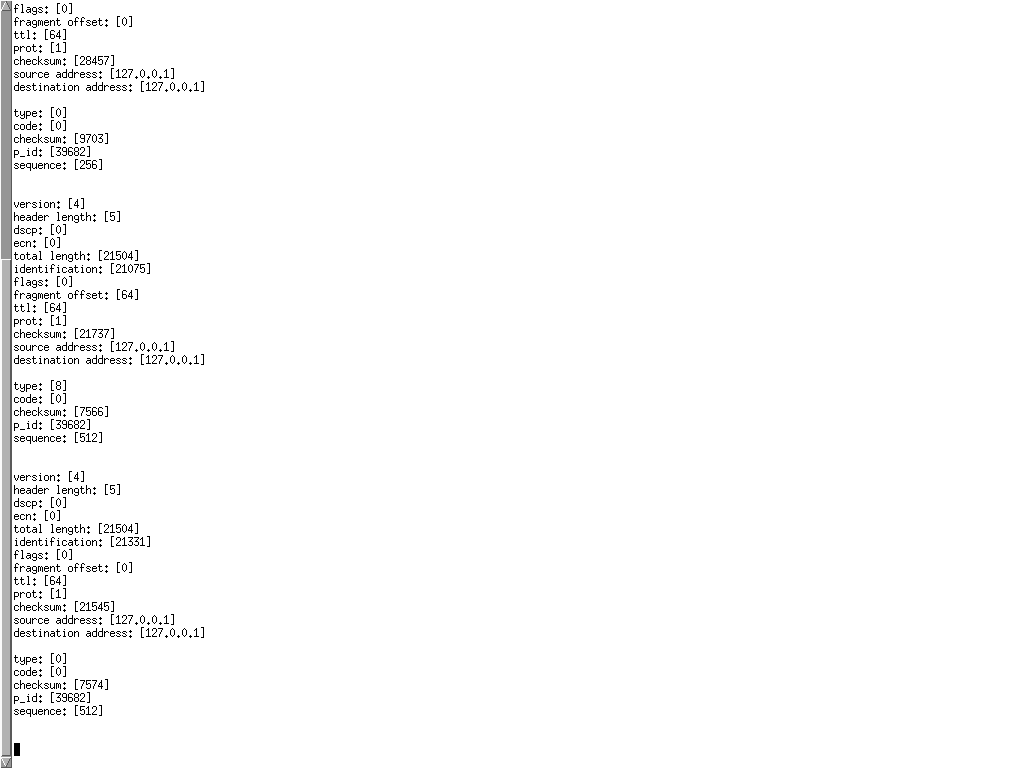 flags: [0]
fragment offset: [0]
ttl: [64]
prot: [1]
checksum: [28457]
source address: [127.0.0.1]
destination address: [127.0.0.1]
type: [0]
code: [0]
checksum: [9703]
p_id: [39682]
sequence: [256]
version: [4]
header length: [5]
dscp: [0]
ecn: [0]
total length: [21504]
identification: [21075]
flags: [0]
fragment offset: [64]
ttl: [64]
prot: [1]
checksum: [21737]
source address: [127.0.0.1]
destination address: [127.0.0.1]
type: [8]
code: [0]
checksum: [7566]
p_id: [39682]
sequence: [512]
version: [4]
header length: [5]
dscp: [0]
ecn: [0]
total length: [21504]
identification: [21331]
flags: [0]
fragment offset: [0]
ttl: [64]
prot: [1]
checksum: [21545]
source address: [127.0.0.1]
destination address: [127.0.0.1]
type: [0]
code: [0]
checksum: [7574]
p_id: [39682]
sequence: [512]